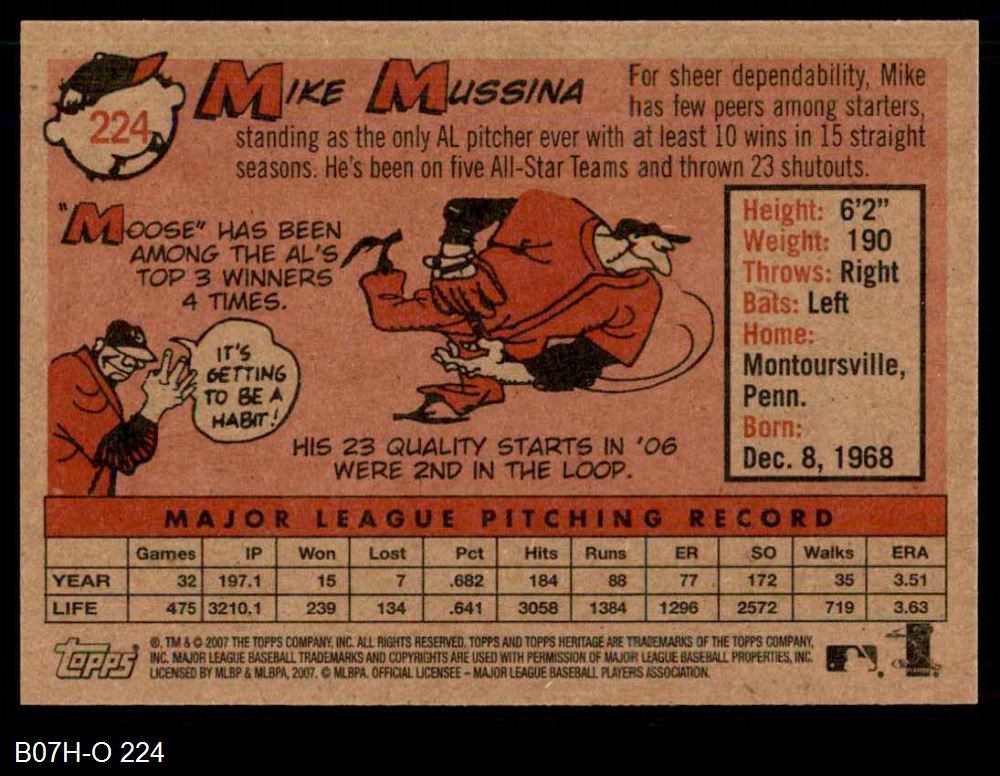 224
MIKE MUSSINA
For sheer dependability, Mike
has few peers among starters,
standing as the only AL pitcher ever with at least 10 wins in 15 straight
seasons. He's been on five All-Star Teams and thrown 23 shutouts.
"MOOSE" HAS BEEN
AMONG THE AL'S
TOP 3 WINNERS
4 TIMES.
IT'S
GETTING
TO BE A
HABIT!
HIS 23 QUALITY STARTS IN '06
WERE 2ND IN THE LOOP.
Height: 6'2"
Weight: 190
Throws: Right
Bats: Left
Home:
Montoursville,
Penn.
Born:
Dec. 8, 1968
MAJOR LEAGUE PITCHING RECORD
Games IP Won Lost Pct Hits Runs ER SO Walks ERA
YEAR 32 197.1 15 7 .682 184 88 77 172 35 3.51
LIFE 475 3210.1 239 134 .641 3058 1384 1296 2572 719 3.63
topps
®, TM & © 2007 THE TOPPS COMPANY, INC. ALL RIGHTS RESERVED. TOPPS AND TOPPS HERITAGE ARE TRADEMARKS OF THE TOPPS COMPANY,
INC. MAJOR LEAGUE BASEBALL TRADEMARKS AND COPYRIGHTS ARE USED WITH PERMISSION OF MAJOR LEAGUE BASEBALL PROPERTIES, INC.
LICENSED BY MLBP & MLBPA, 2007. © MLBPA. OFFICIAL LICENSEE – MAJOR LEAGUE BASEBALL PLAYERS ASSOCIATION.
B07H-O 224